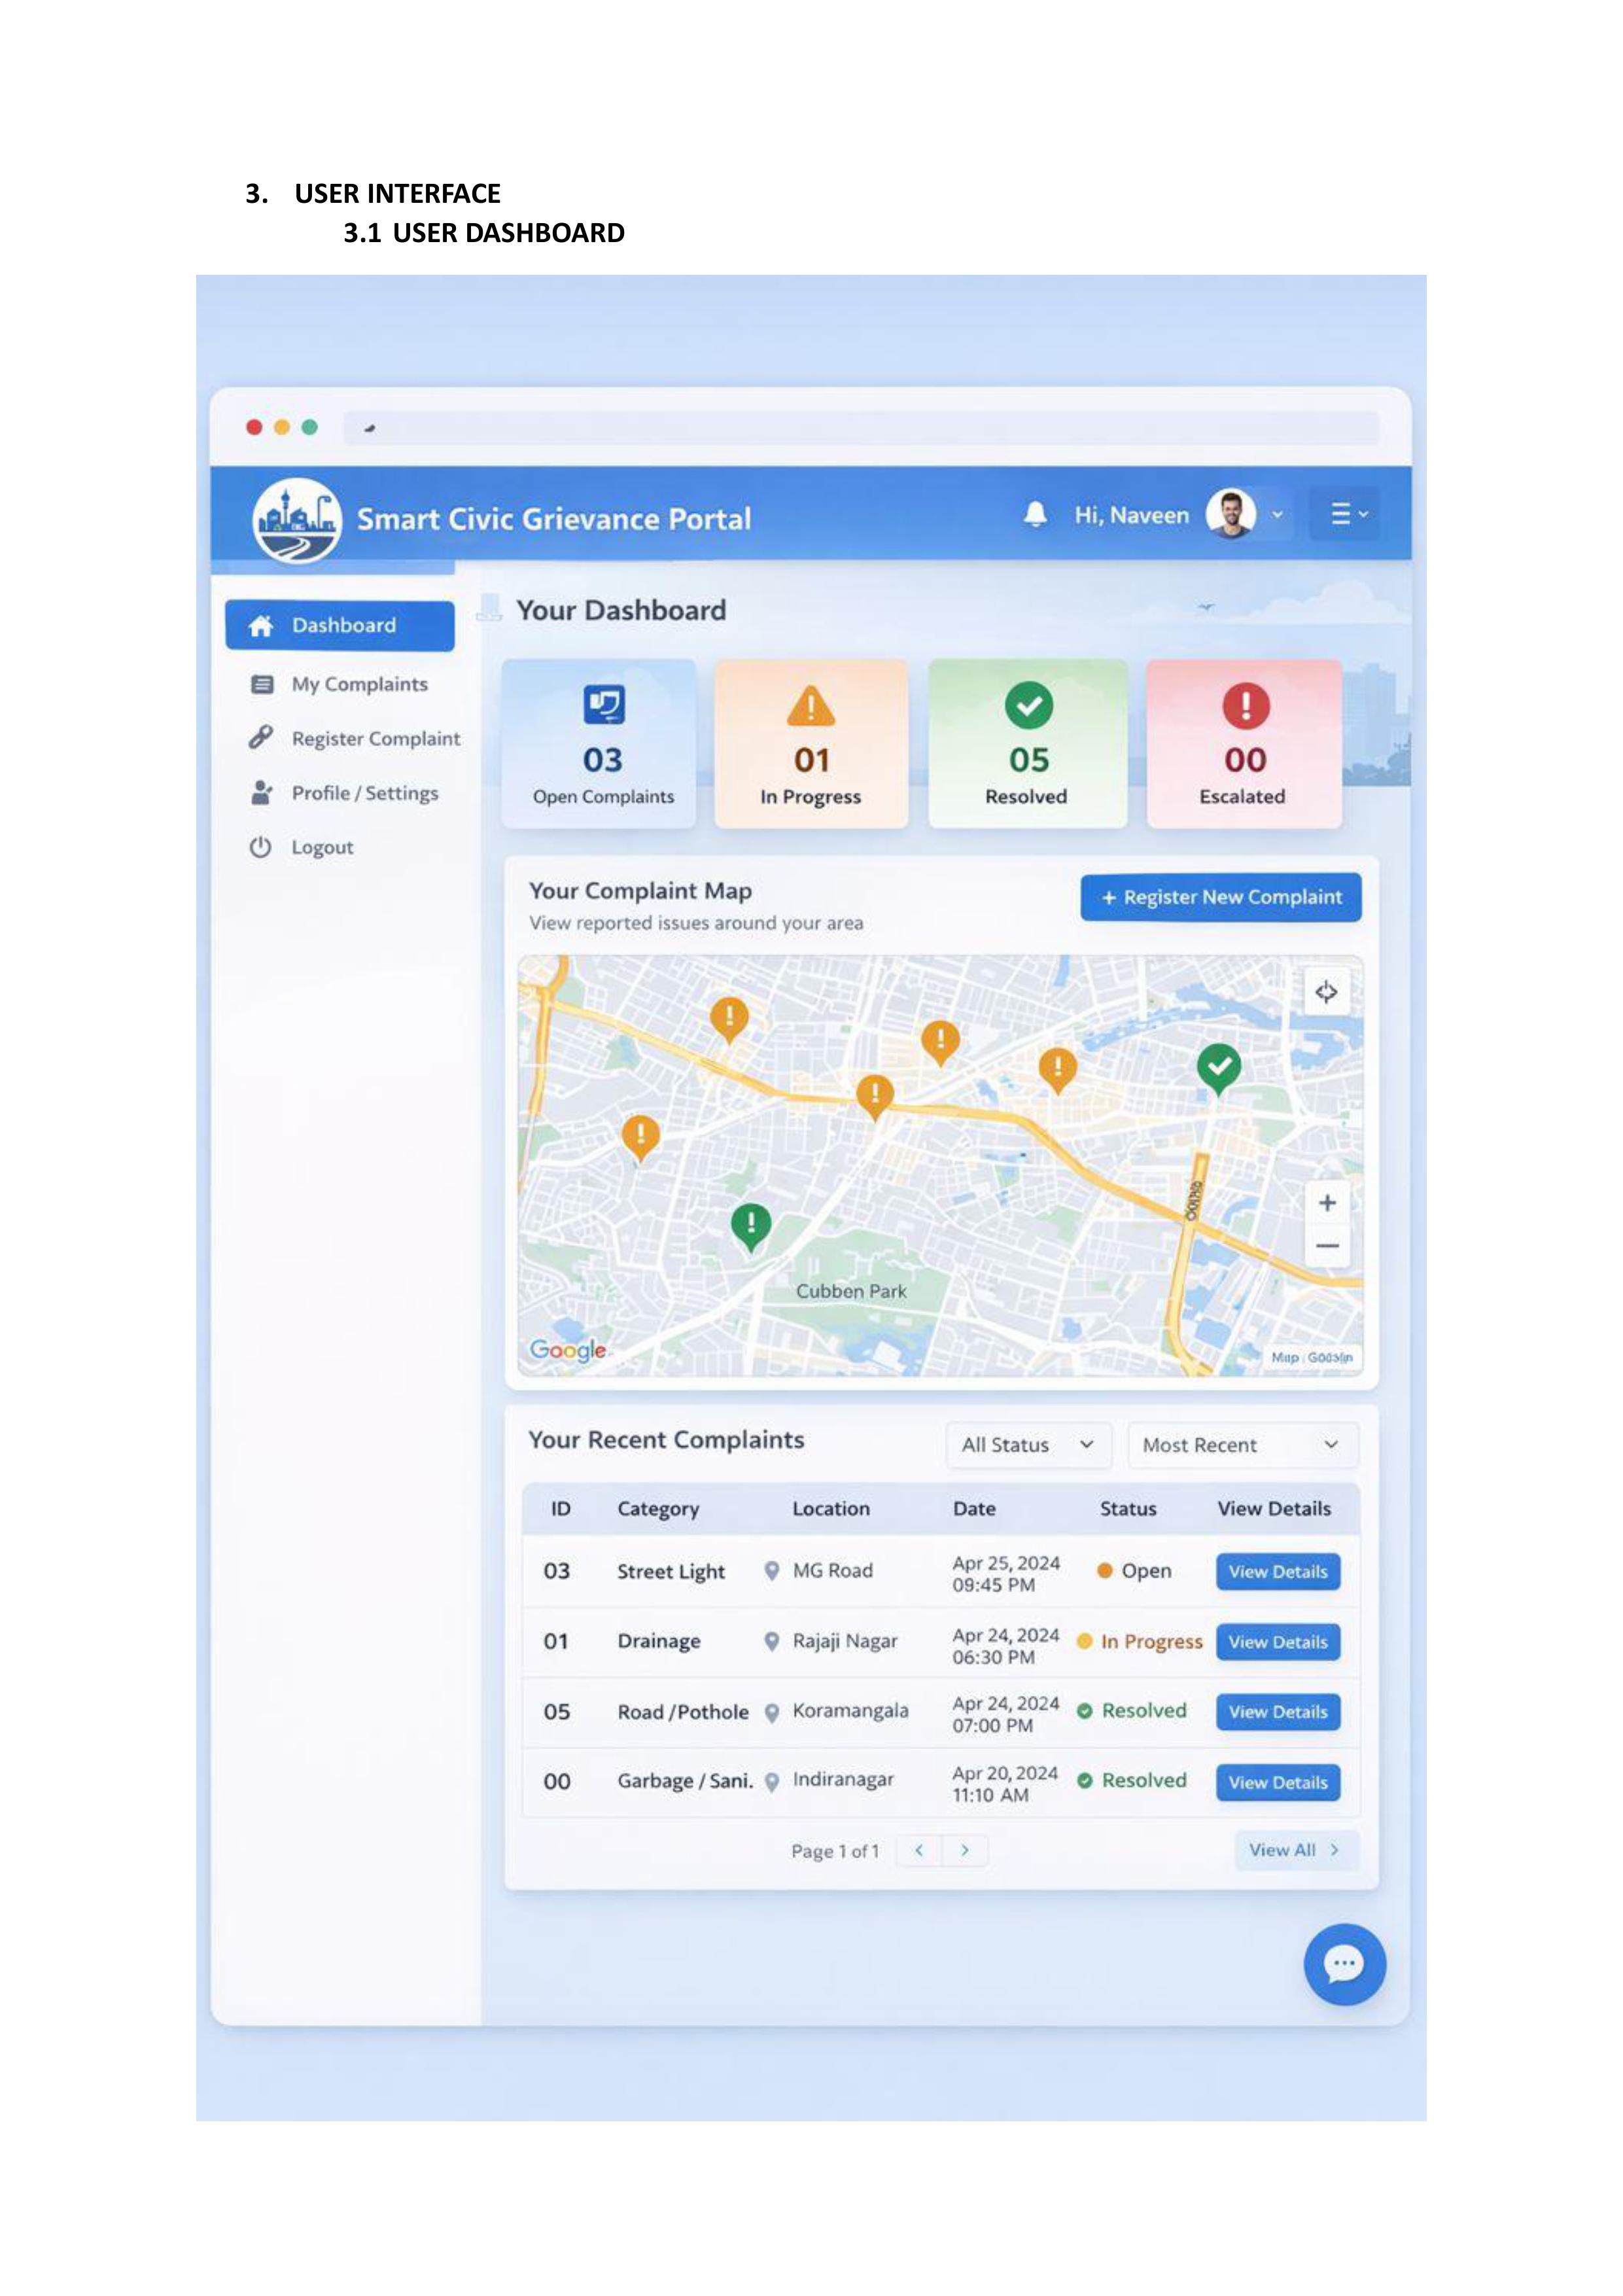 3. USER INTERFACE
3.1 USER DASHBOARD
Smart Civic Grievance Portal
Hi, Naveen
Dashboard
My Complaints
Register Complaint
Profile / Settings
Logout
Your Dashboard
03
Open Complaints
01
In Progress
05
Resolved
00
Escalated
Your Complaint Map
View reported issues around your area
+ Register New Complaint
Cubben Park
Google
Map
Your Recent Complaints
All Status
Most Recent
ID Category Location Date Status View Details
03 Street Light MG Road Apr 25, 2024 09:45 PM Open View Details
01 Drainage Rajaji Nagar Apr 24, 2024 06:30 PM In Progress View Details
05 Road /Pothole Koramangala Apr 24, 2024 07:00 PM Resolved View Details
00 Garbage / Sani. Indiranagar Apr 20, 2024 11:10 AM Resolved View Details
Page 1 of 1
View All